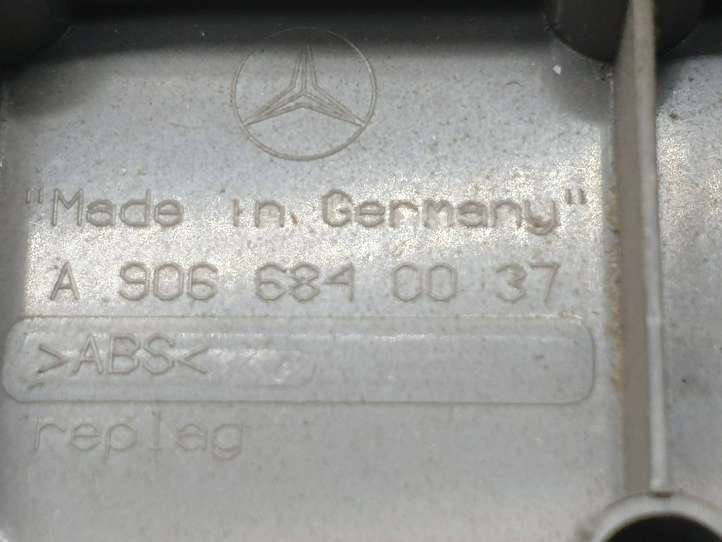 "Made in Germany"
A 906 684 00 37
>ABS<
replag